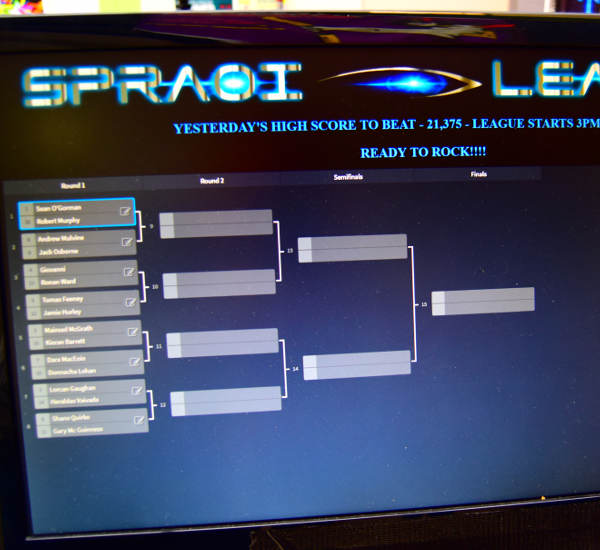 SPRAOI LEA
YESTERDAY'S HIGH SCORE TO BEAT - 21,375 - LEAGUE STARTS 3PM
READY TO ROCK!!!!
Round 1 Round 2 Semifinals Finals
1 Sean O'Gorman
Robert Murphy
9
2 Andrew Mulvine
Jack Osborne
13
3 Giovanni
Ronan Ward
10
4 Tomas Feeney
Jamie Hurley
15
5 Mairead McGrath
Kieran Barrett
11
6 Dara MacEoin
Donnacha Lohan
14
7 Lorcan Gaughan
12
8 Shane Quirke
Gary Mc Guinness